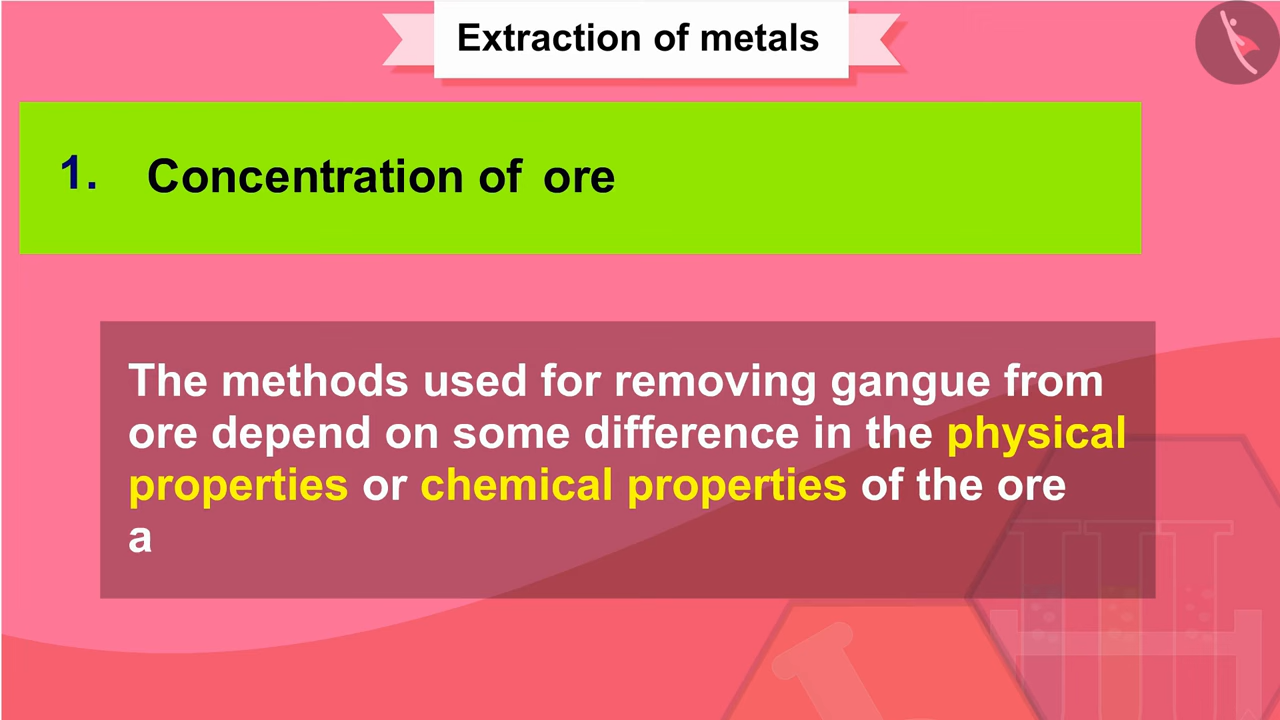 Extraction of metals
1. Concentration of ore
The methods used for removing gangue from
ore depend on some difference in the physical
properties or chemical properties of the ore
a